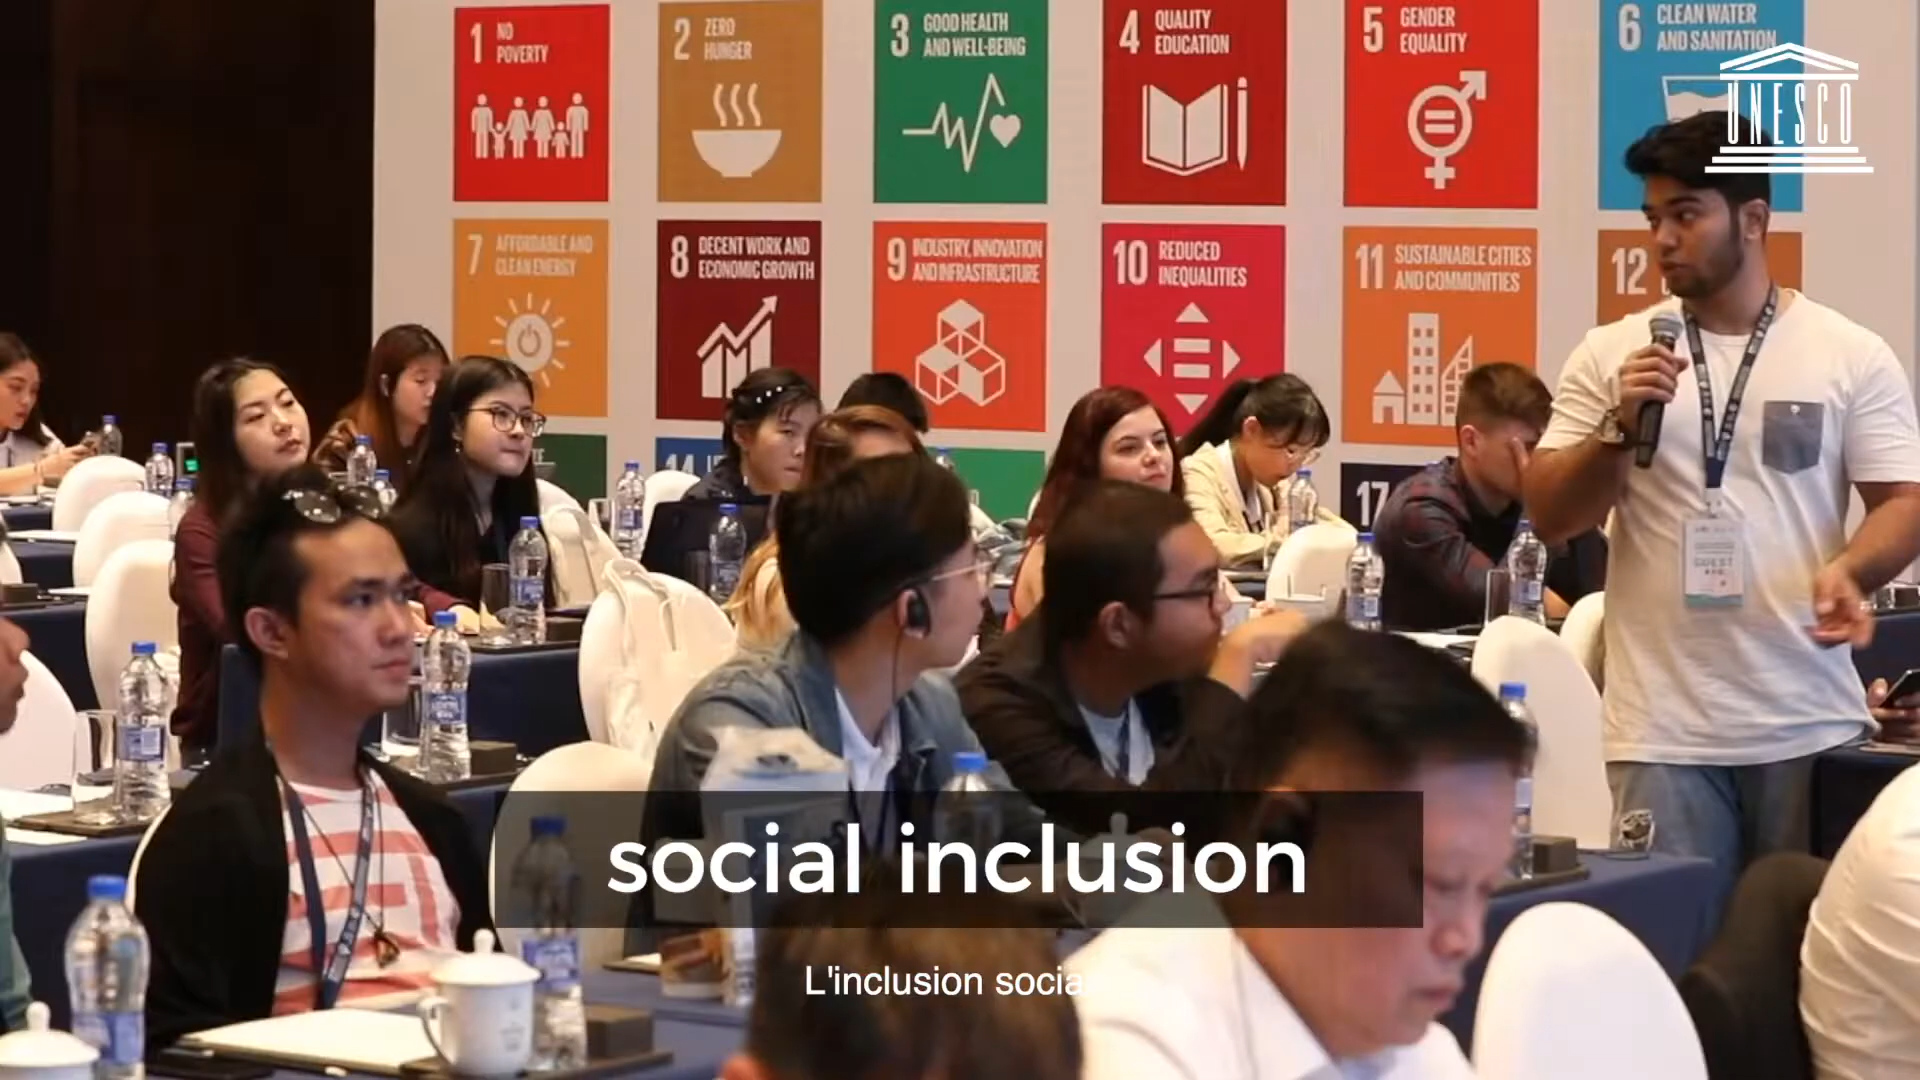 1 NO
POVERTY
2 ZERO
HUNGER
3 GOOD HEALTH
AND WELL-BEING
4 QUALITY
EDUCATION
5 GENDER
EQUALITY
6 CLEAN WATER
AND SANITATION
UNESCO
7 AFFORDABLE AND
CLEAN ENERGY
8 DECENT WORK AND
ECONOMIC GROWTH
9 INDUSTRY, INNOVATION
AND INFRASTRUCTURE
10 REDUCED
INEQUALITIES
11 SUSTAINABLE CITIES
AND COMMUNITIES
12
14
17
GUEST
social inclusion
L'inclusion sociale